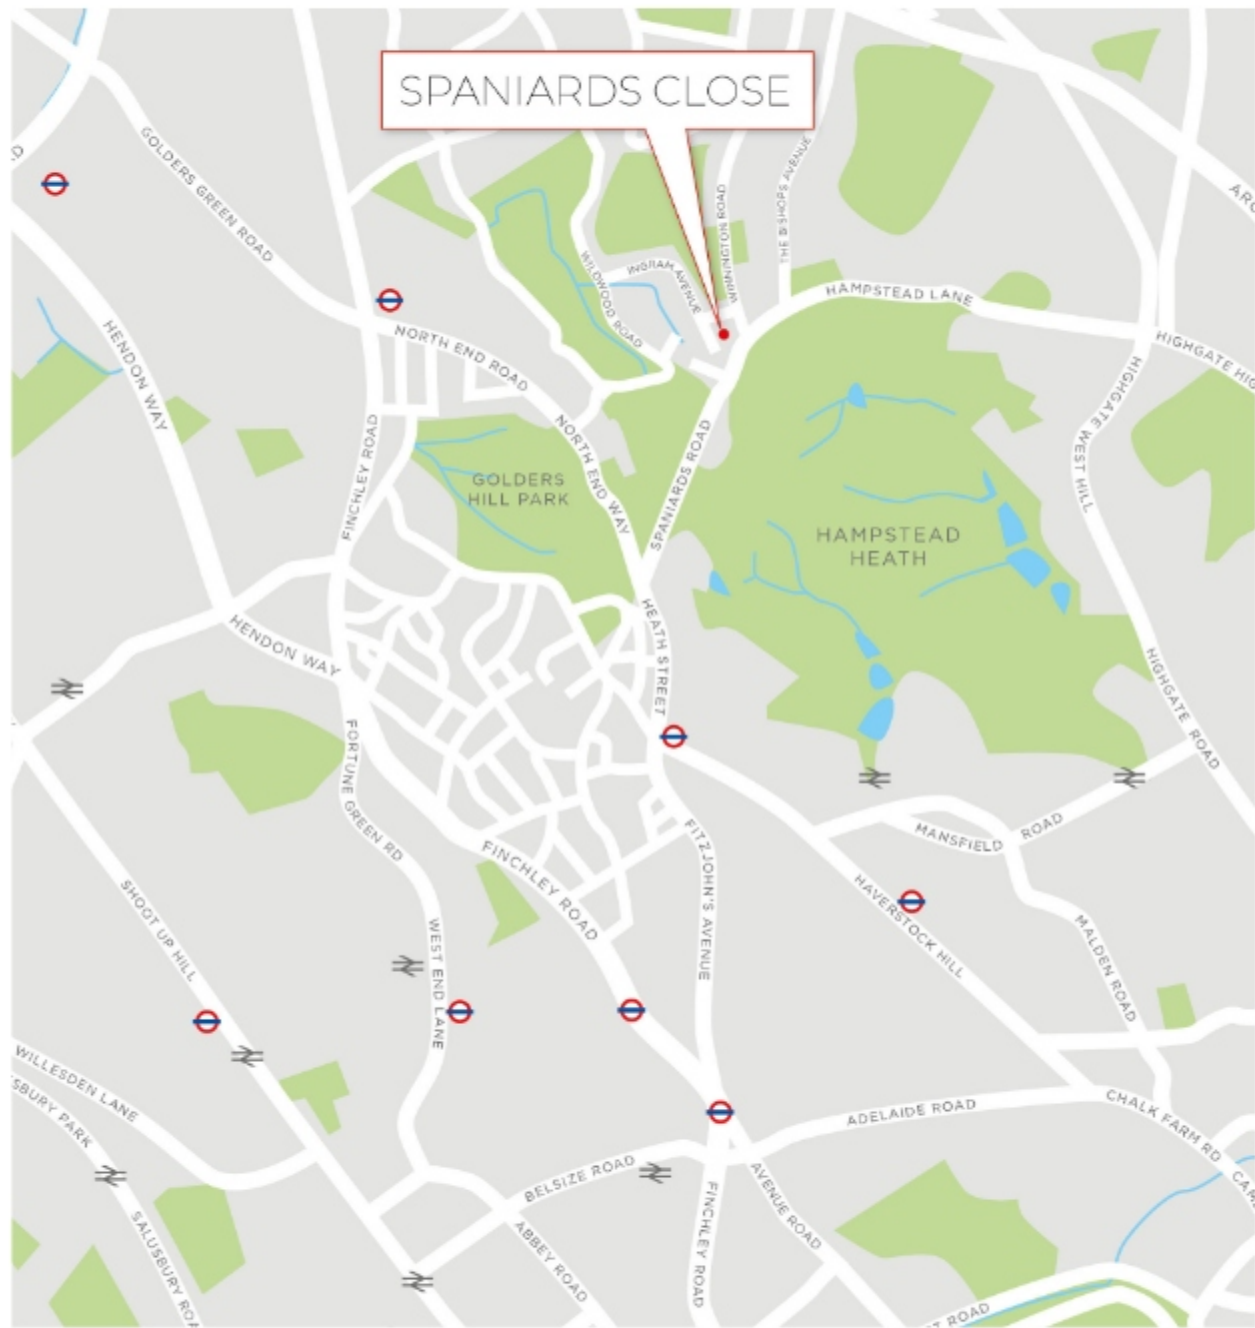 SPANIARDS CLOSE
GOLDERS GREEN ROAD
THE BISHOPS AVENUE
WINNINGTON ROAD
INGRAM AVENUE
WILDWOOD ROAD
HAMPSTEAD LANE
HENDON WAY
NORTH END ROAD
HIGHGATE WEST HILL
FINCHLEY ROAD
NORTH END WAY
SPANIARDS ROAD
GOLDERS
HILL PARK
HAMPSTEAD
HEATH
HENDON WAY
HEATH STREET
HIGHGATE ROAD
FORTUNE GREEN RD
FINCHLEY ROAD
FITZJOHN'S AVENUE
MANSFIELD ROAD
HAVERSTOCK HILL
SHOOT UP HILL
WEST END LANE
MALDEN ROAD
WILLESDEN LANE
ADELAIDE ROAD
CHALK FARM RD
BELSIZE ROAD
AVENUE ROAD
FINCHLEY ROAD
ABBEY ROAD
SALUSBURY